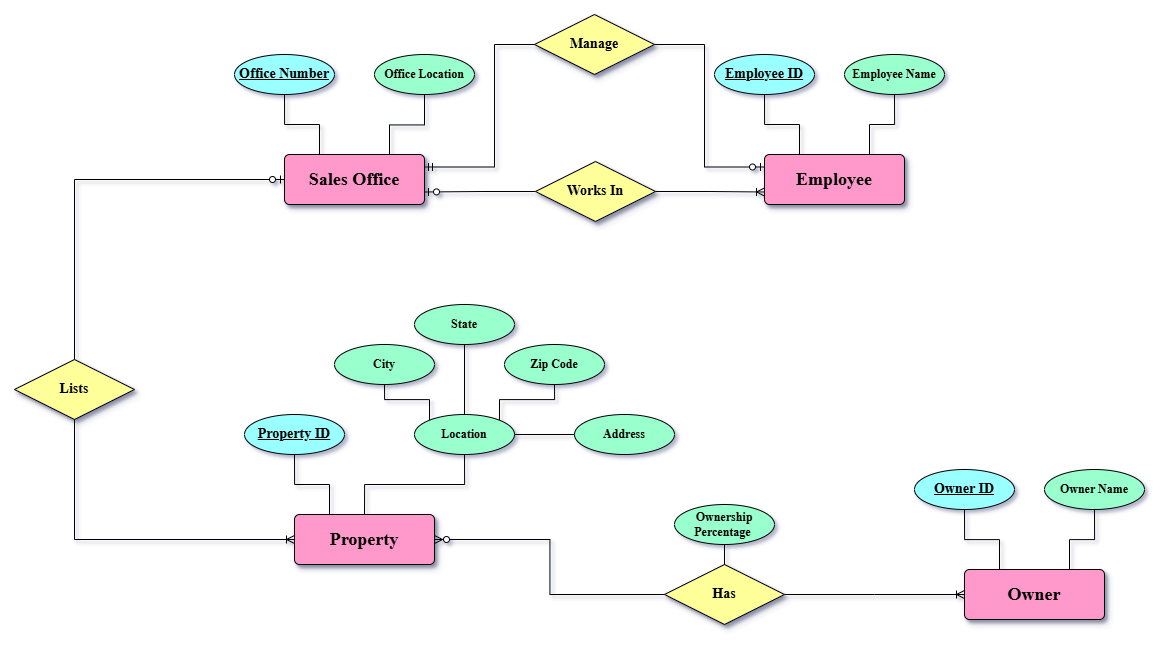 Manage
Office Number
Office Location
Employee ID
Employee Name
Sales Office
Employee
Works In
State
City
Zip Code
Lists
Property ID
Location
Address
Owner ID
Owner Name
Ownership
Percentage
Property
Has
Owner